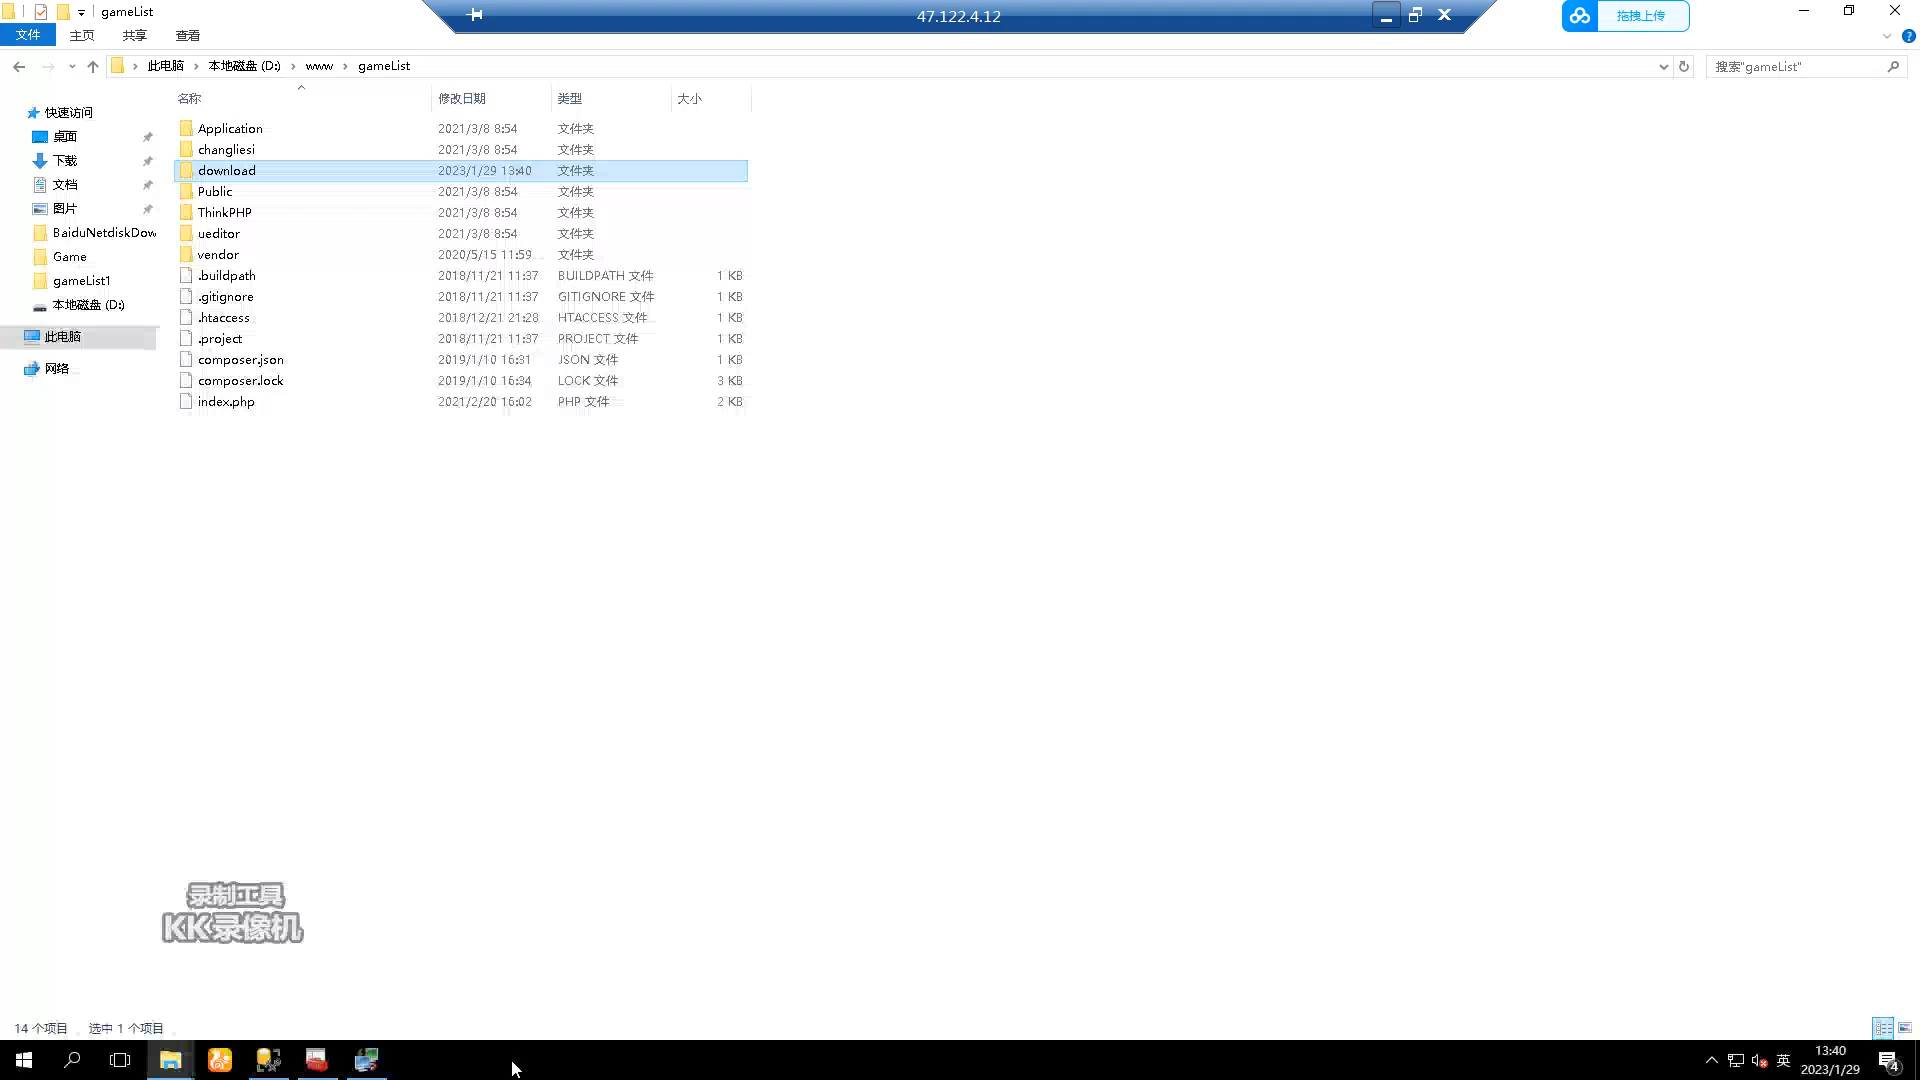 gameList
47.122.4.12
拖拽上传
文件 主页 共享 查看
此电脑 本地磁盘 (D:) www gameList
搜索"gameList"
名称 修改日期 类型 大小
快速访问
桌面
下载
文档
图片
BaiduNetdiskDow
Game
gameList1
本地磁盘 (D:)
此电脑
网络
Application 2021/3/8 8:54 文件夹
changliesi 2021/3/8 8:54 文件夹
download 2023/1/29 13:40 文件夹
Public 2021/3/8 8:54 文件夹
ThinkPHP 2021/3/8 8:54 文件夹
ueditor 2021/3/8 8:54 文件夹
vendor 2020/5/15 11:59 文件夹
.buildpath 2018/11/21 11:37 BUILDPATH 文件 1 KB
.gitignore 2018/11/21 11:37 GITIGNORE 文件 1 KB
.htaccess 2018/12/21 21:28 HTACCESS 文件 1 KB
.project 2018/11/21 11:37 PROJECT 文件 1 KB
composer.json 2019/1/10 16:31 JSON 文件 1 KB
composer.lock 2019/1/10 16:34 LOCK 文件 3 KB
index.php 2021/2/20 16:02 PHP 文件 2 KB
录制工具
KK录像机
14 个项目 选中 1 个项目
英
13:40
2023/1/29
4